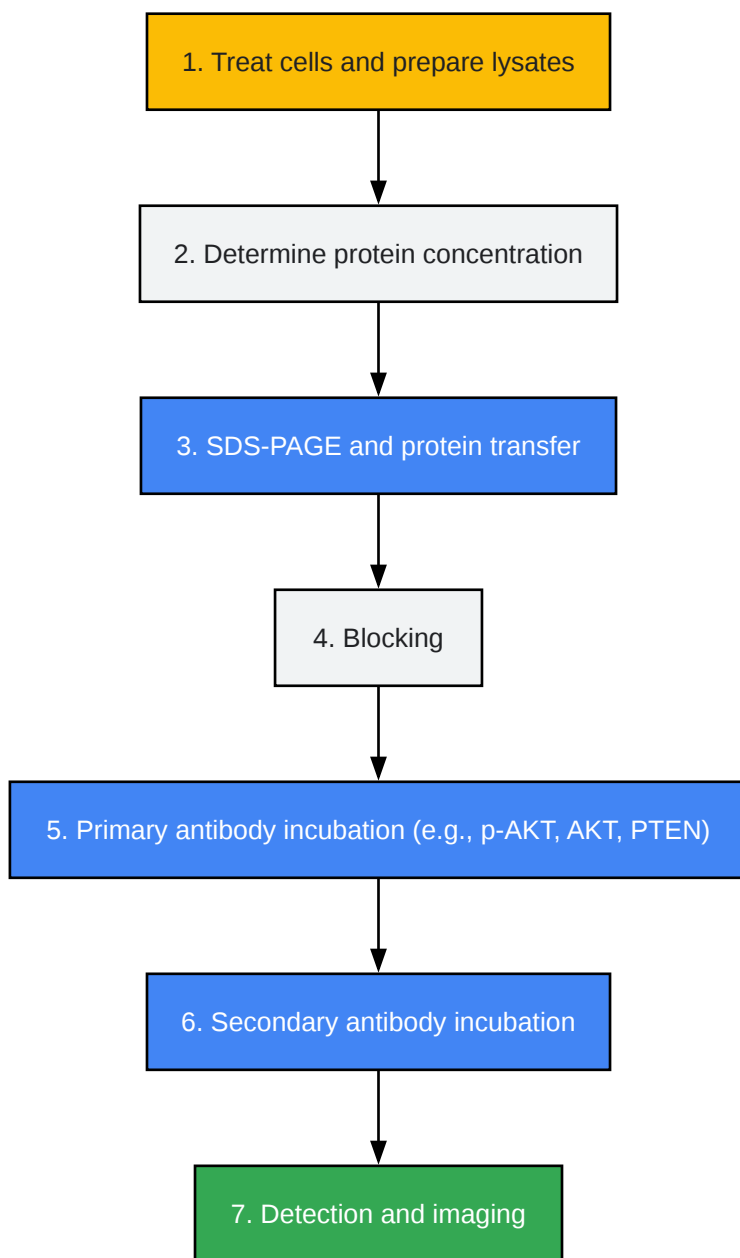 1. Treat cells and prepare lysates
2. Determine protein concentration
3. SDS-PAGE and protein transfer
4. Blocking
5. Primary antibody incubation (e.g., p-AKT, AKT, PTEN)
6. Secondary antibody incubation
7. Detection and imaging